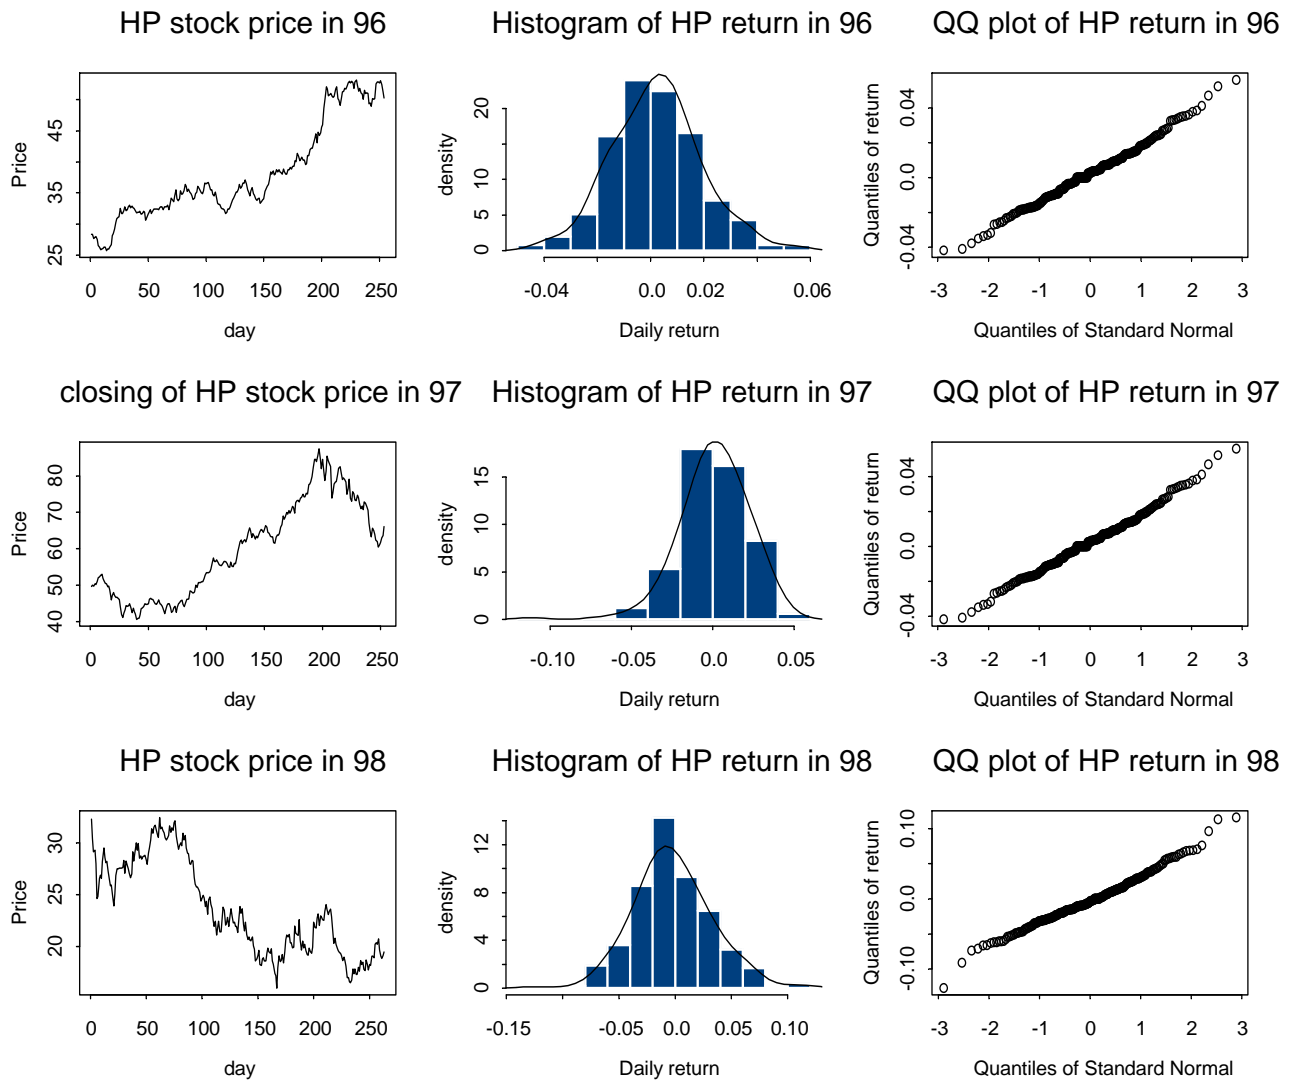 HP stock price in 96
Histogram of HP return in 96
QQ plot of HP return in 96
Price
25 35 45
0 50 100 150 200 250
day
density
0 5 10 20
-0.04 0.0 0.02 0.06
Daily return
Quantiles of return
-0.04 0.0 0.04
-3 -2 -1 0 1 2 3
Quantiles of Standard Normal
closing of HP stock price in 97
Histogram of HP return in 97
QQ plot of HP return in 97
Price
40 50 60 70 80
0 50 100 150 200 250
day
density
0 5 10 15
-0.10 -0.05 0.0 0.05
Daily return
Quantiles of return
-0.04 0.0 0.04
-3 -2 -1 0 1 2 3
Quantiles of Standard Normal
HP stock price in 98
Histogram of HP return in 98
QQ plot of HP return in 98
Price
20 25 30
0 50 100 150 200 250
day
density
0 4 8 12
-0.15 -0.05 0.0 0.05 0.10
Daily return
Quantiles of return
-0.10 0.0 0.10
-3 -2 -1 0 1 2 3
Quantiles of Standard Normal